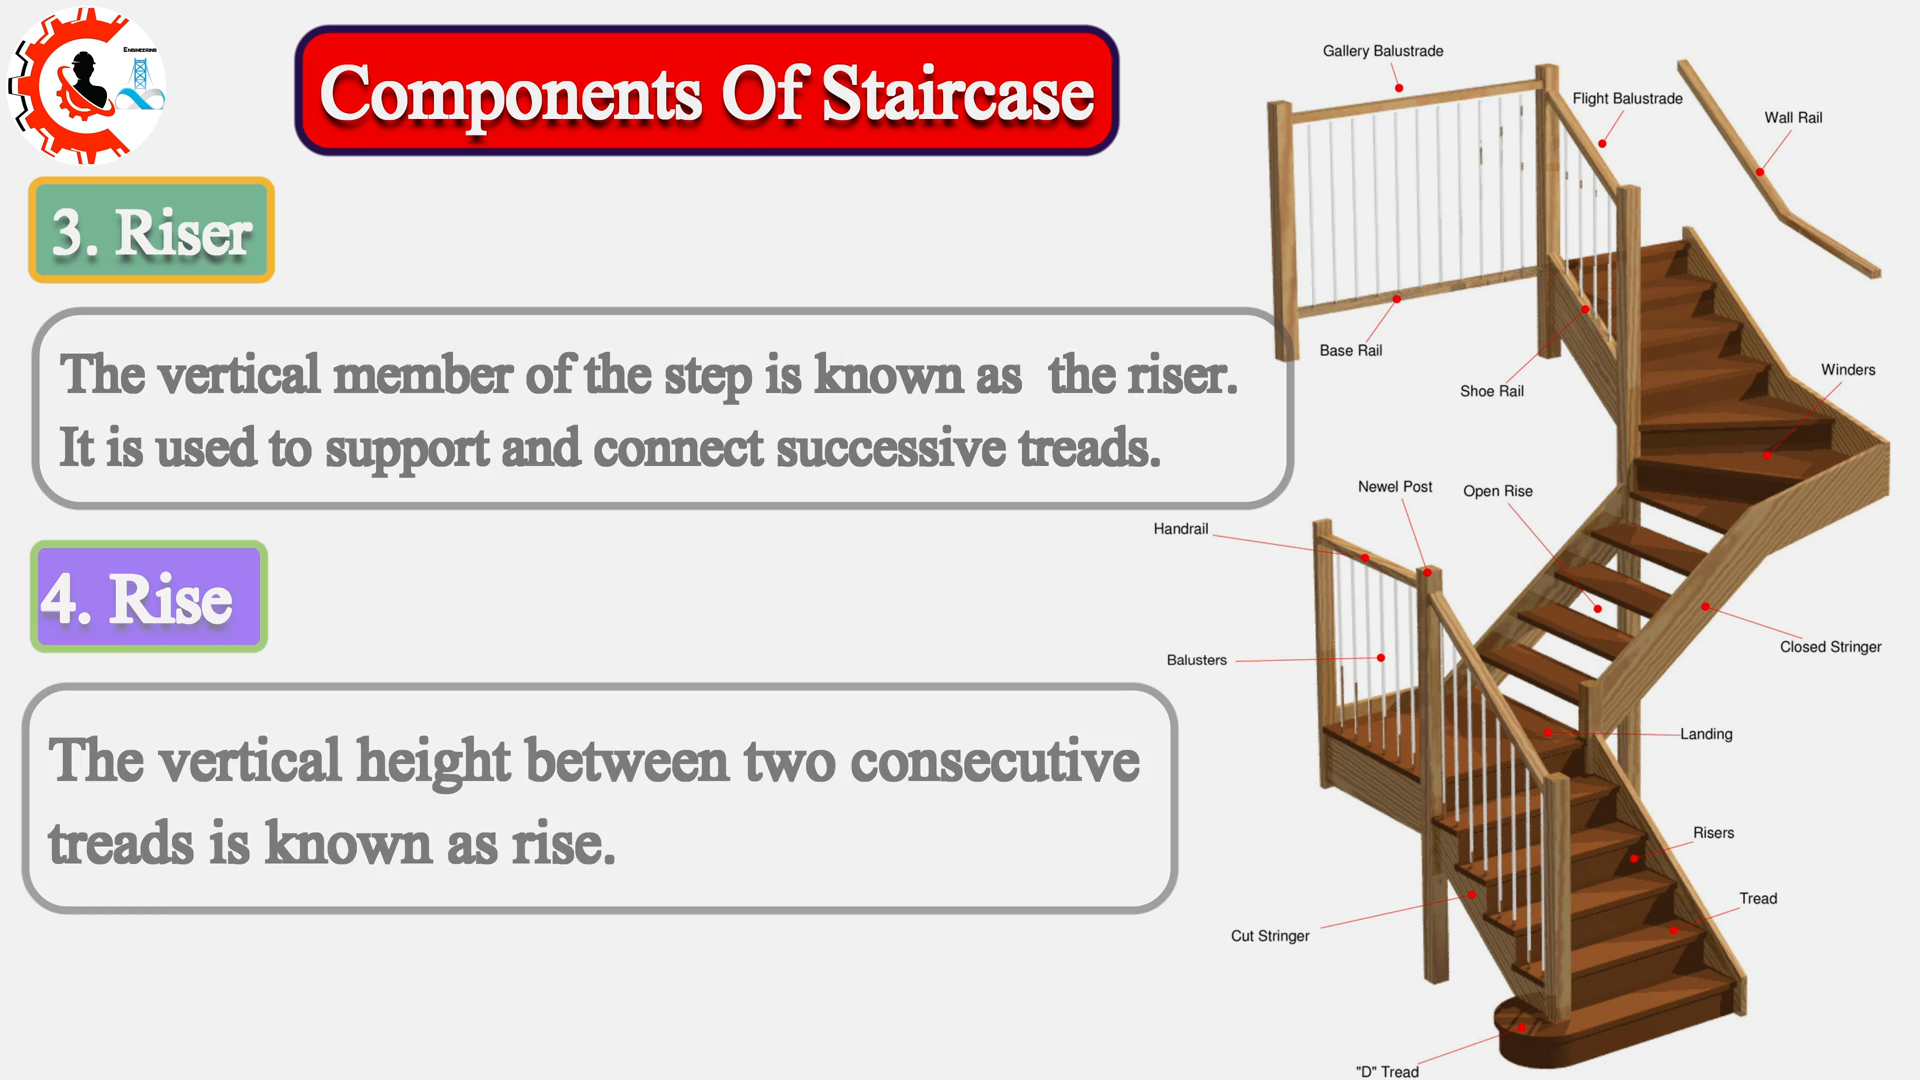 Engineering
Components Of Staircase
3. Riser
The vertical member of the step is known as the riser.
It is used to support and connect successive treads.
4. Rise
The vertical height between two consecutive
treads is known as rise.
Gallery Balustrade
Flight Balustrade
Wall Rail
Base Rail
Shoe Rail
Winders
Newel Post
Open Rise
Handrail
Balusters
Closed Stringer
Landing
Risers
Tread
Cut Stringer
"D" Tread